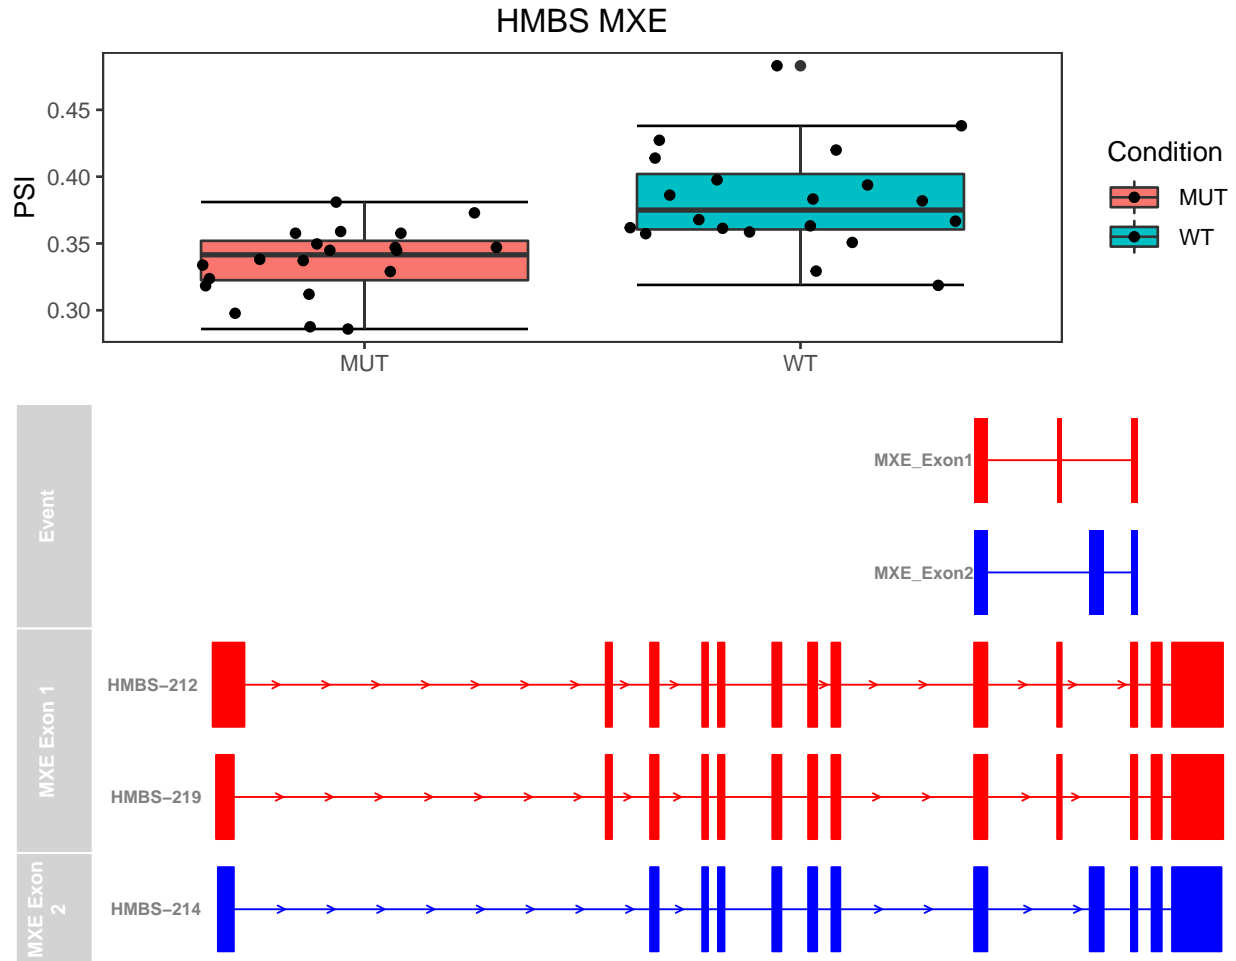 HMBS MXE
PSI
0.45
0.40
0.35
0.30
MUT
WT
Condition
MUT
WT
Event
MXE_Exon1
MXE_Exon2
MXE Exon 1
HMBS–212
HMBS–219
MXE Exon
2
HMBS–214